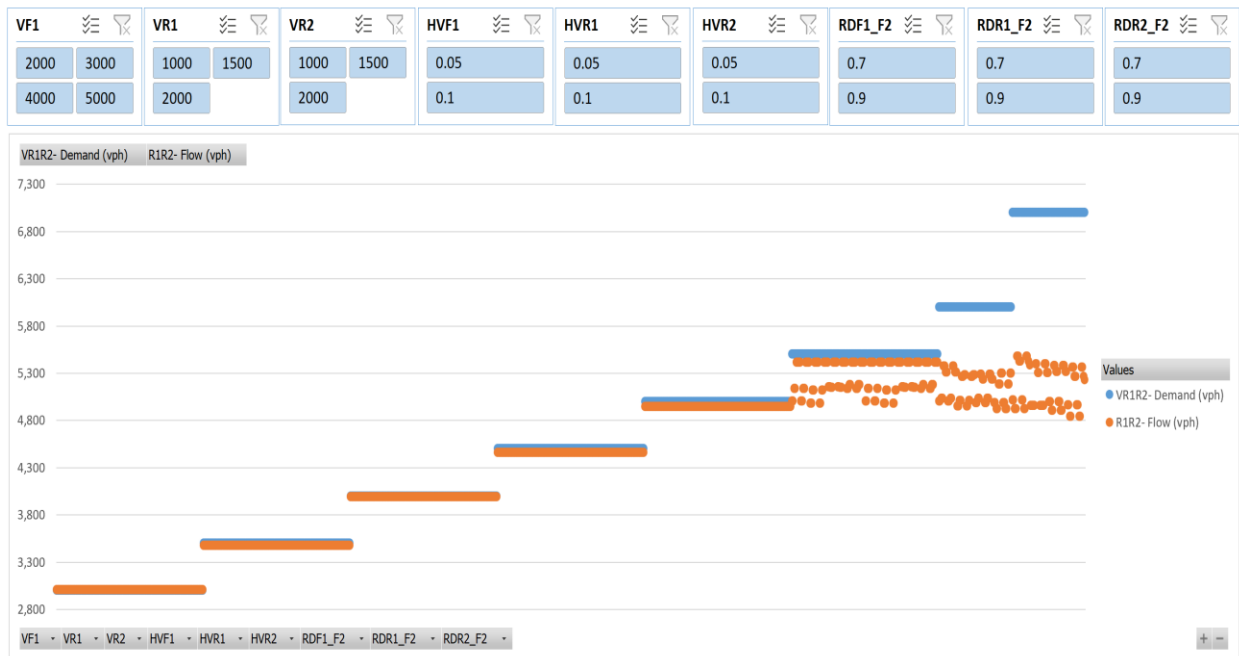 VF1 VR1 VR2 HVF1 HVR1 HVR2 RDF1_F2 RDR1_F2 RDR2_F2
2000 3000 1000 1500 1000 1500 0.05 0.05 0.05 0.7 0.7 0.7
4000 5000 2000 2000 0.1 0.1 0.1 0.9 0.9 0.9
VR1R2- Demand (vph) R1R2- Flow (vph)
7,300
6,800
6,300
5,800
5,300
4,800
4,300
3,800
3,300
2,800
Values
VR1R2- Demand (vph)
R1R2- Flow (vph)
VF1 VR1 VR2 HVF1 HVR1 HVR2 RDF1_F2 RDR1_F2 RDR2_F2
+ −